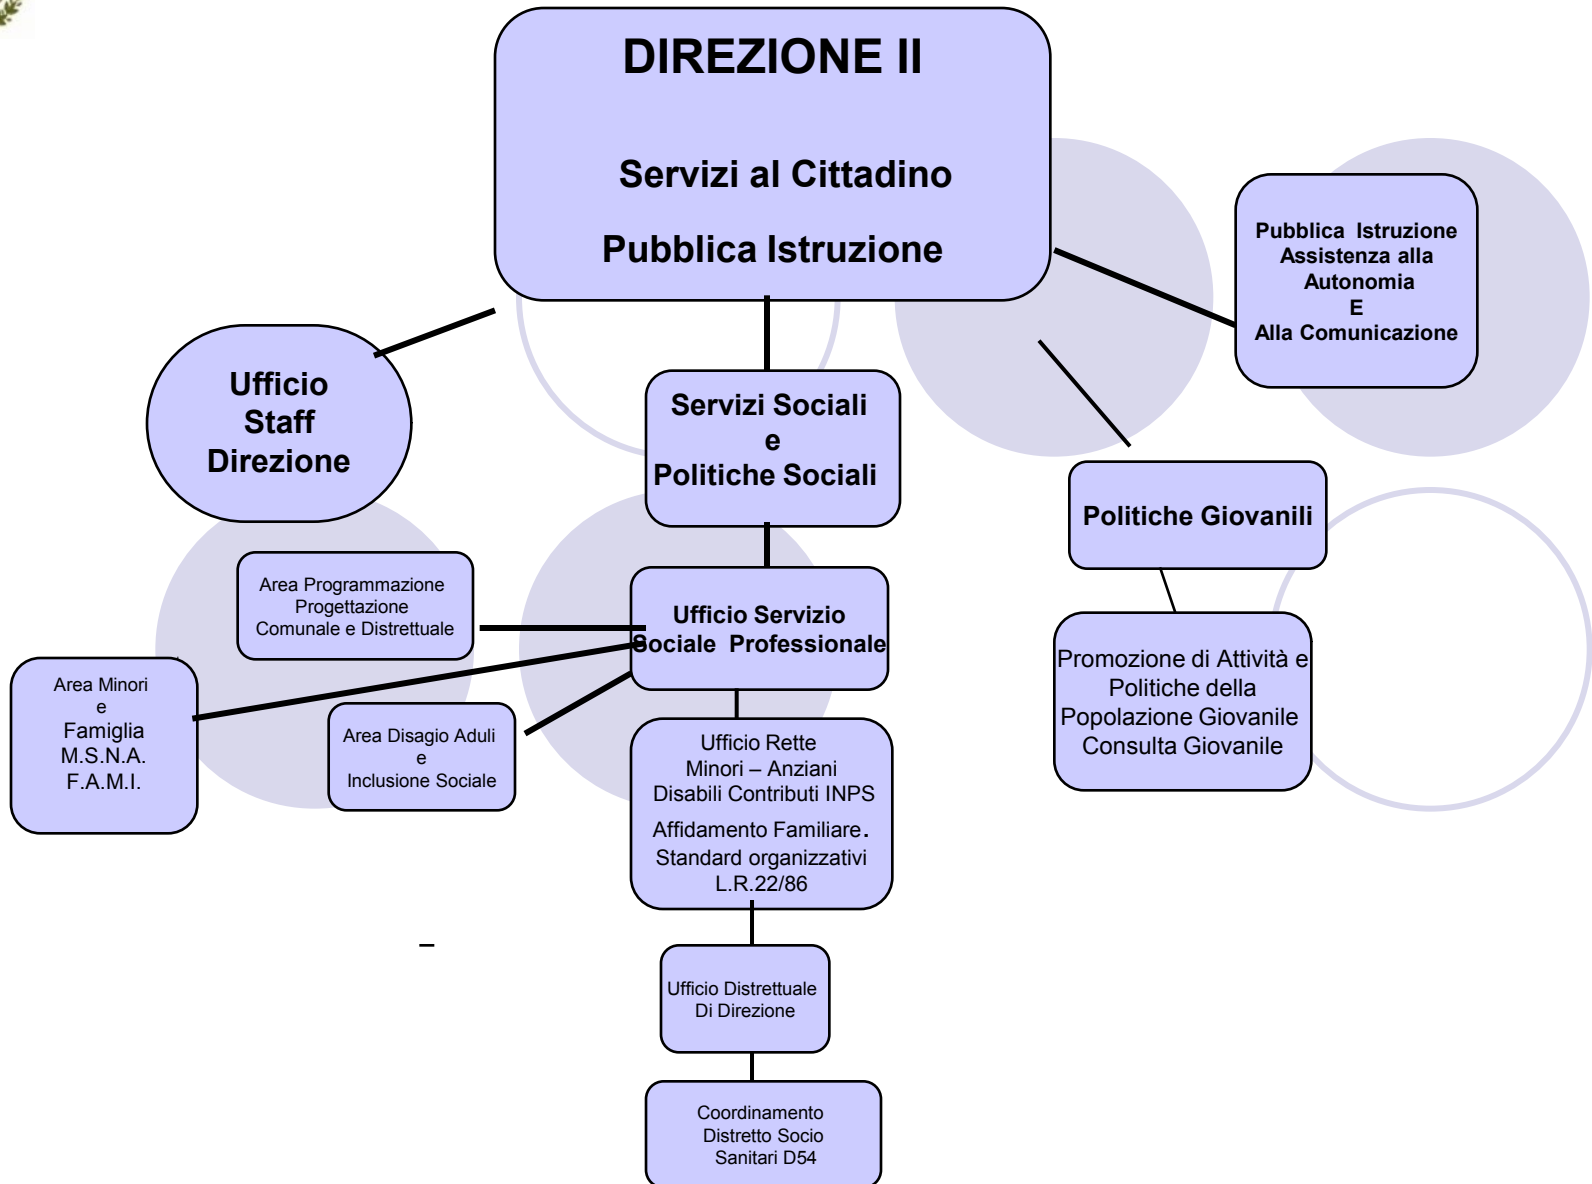 DIREZIONE II
Servizi al Cittadino
Pubblica Istruzione
Pubblica Istruzione
Assistenza alla
Autonomia
E
Alla Comunicazione
Ufficio
Staff
Direzione
Servizi Sociali
e
Politiche Sociali
Politiche Giovanili
Area Programmazione
Progettazione
Comunale e Distrettuale
Ufficio Servizio
Sociale Professionale
Promozione di Attività e
Politiche della
Popolazione Giovanile
Consulta Giovanile
Area Minori
e
Famiglia
M.S.N.A.
F.A.M.I.
Area Disagio Aduli
e
Inclusione Sociale
Ufficio Rette
Minori – Anziani
Disabili Contributi INPS
Affidamento Familiare.
Standard organizzativi
L.R.22/86
–
Ufficio Distrettuale
Di Direzione
Coordinamento
Distretto Socio
Sanitari D54